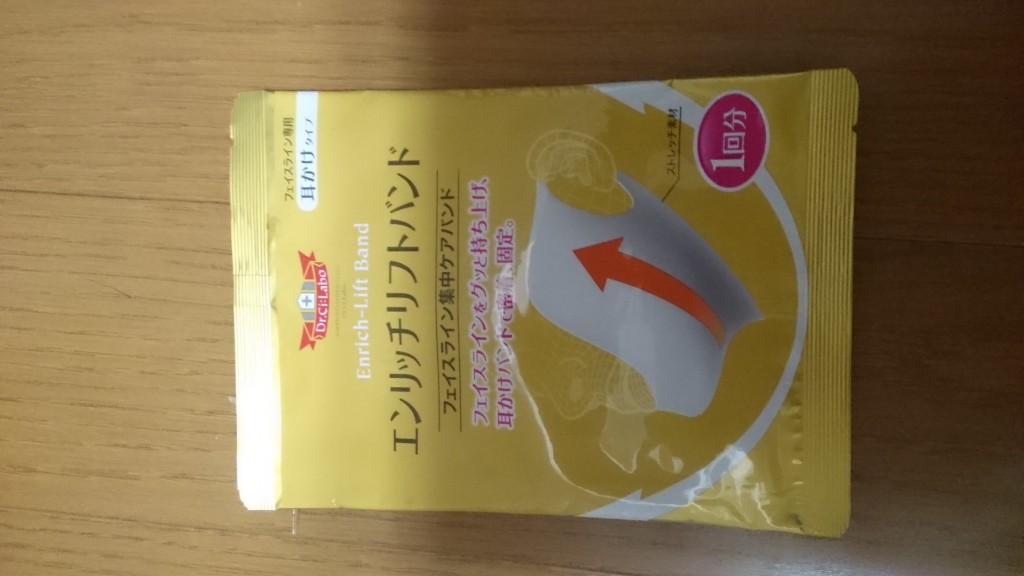 フェイスライン専用
耳かけタイプ
Dr.Ci:Labo
Enrich-Lift Band
エンリッチリフトバンド
フェイスライン集中ケアバンド
フェイスラインをグッと持ち上げ、
耳かけバンドで密着、固定。
ストレッチ素材
1回分